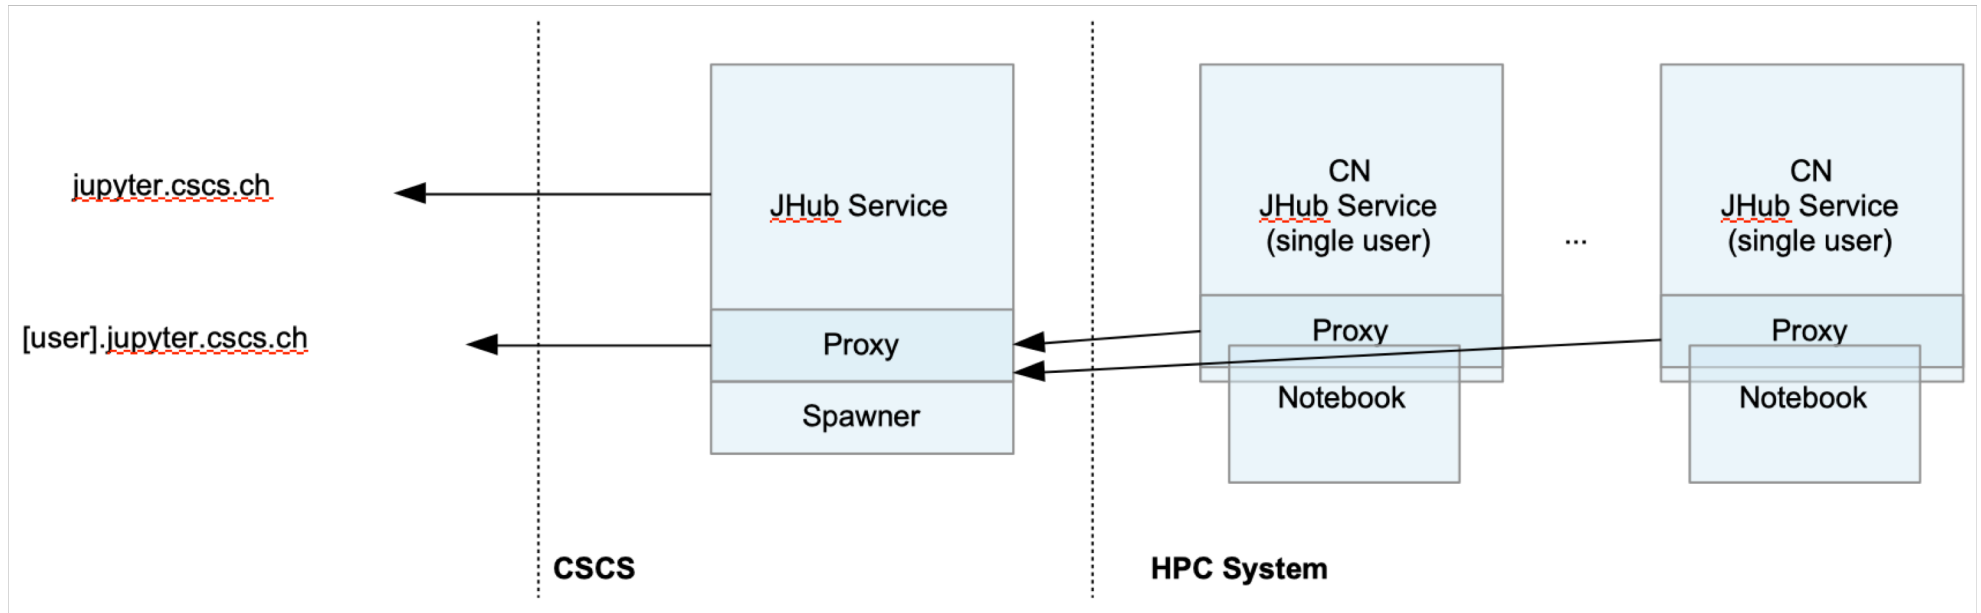 jupyter.cscs.ch
[user].jupyter.cscs.ch
JHub Service
Proxy
Spawner
CSCS
CN
JHub Service
(single user)
Proxy
Notebook
...
CN
JHub Service
(single user)
Proxy
Notebook
HPC System